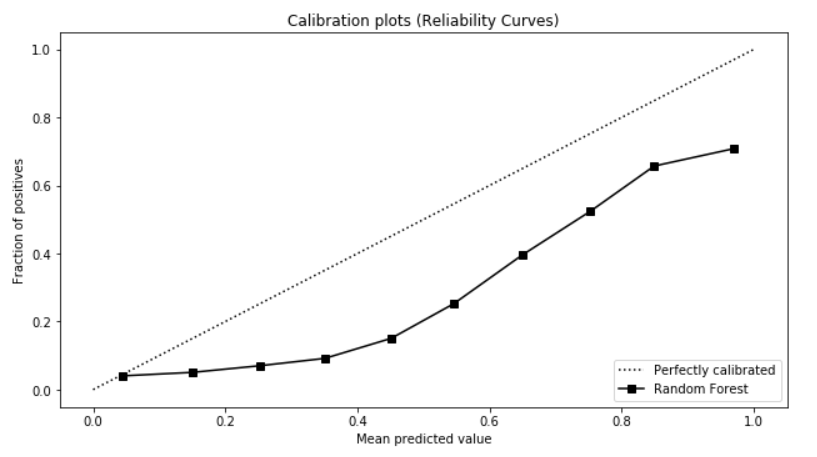 Calibration plots (Reliability Curves)
1.0
0.8
0.6
0.4
0.2
0.0
Fraction of positives
0.0 0.2 0.4 0.6 0.8 1.0
Mean predicted value
Perfectly calibrated
Random Forest